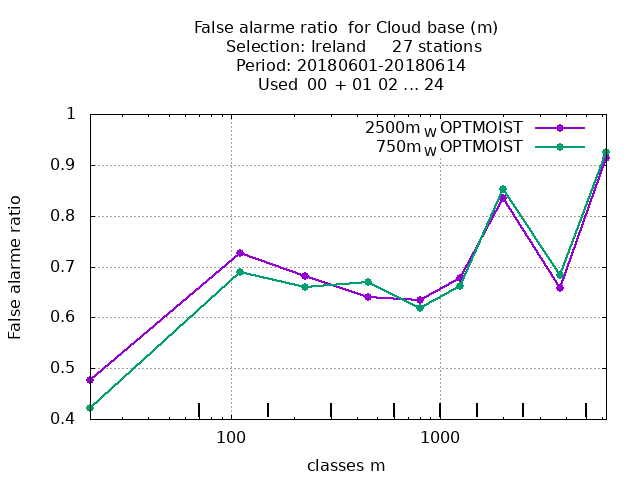 False alarme ratio  for Cloud base (m)
Selection: Ireland     27 stations
Period: 20180601-20180614
Used  00  + 01 02 ... 24
2500m_W OPTMOIST
750m_W OPTMOIST
1
0.9
0.8
0.7
0.6
0.5
0.4
False alarme ratio
100
1000
classes m